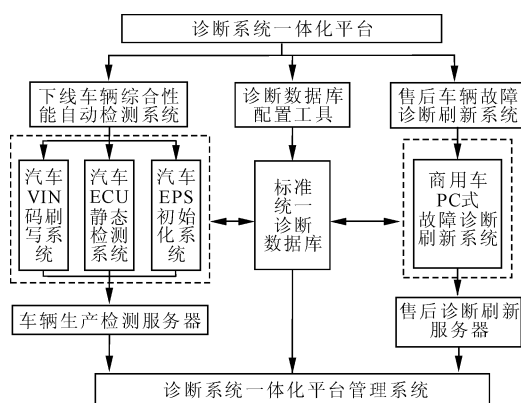 诊断系统一体化平台
下线车辆综合性
能自动检测系统
诊断数据库
配置工具
售后车辆故障
诊断刷新系统
汽车
VIN
码刷
写系统
汽车
ECU
静态
检测
系统
汽车
EPS
初始
化系
统
标准
统一
诊断
数据库
商用车
PC式
故障诊断
刷新系统
车辆生产检测服务器
售后诊断刷新
服务器
诊断系统一体化平台管理系统